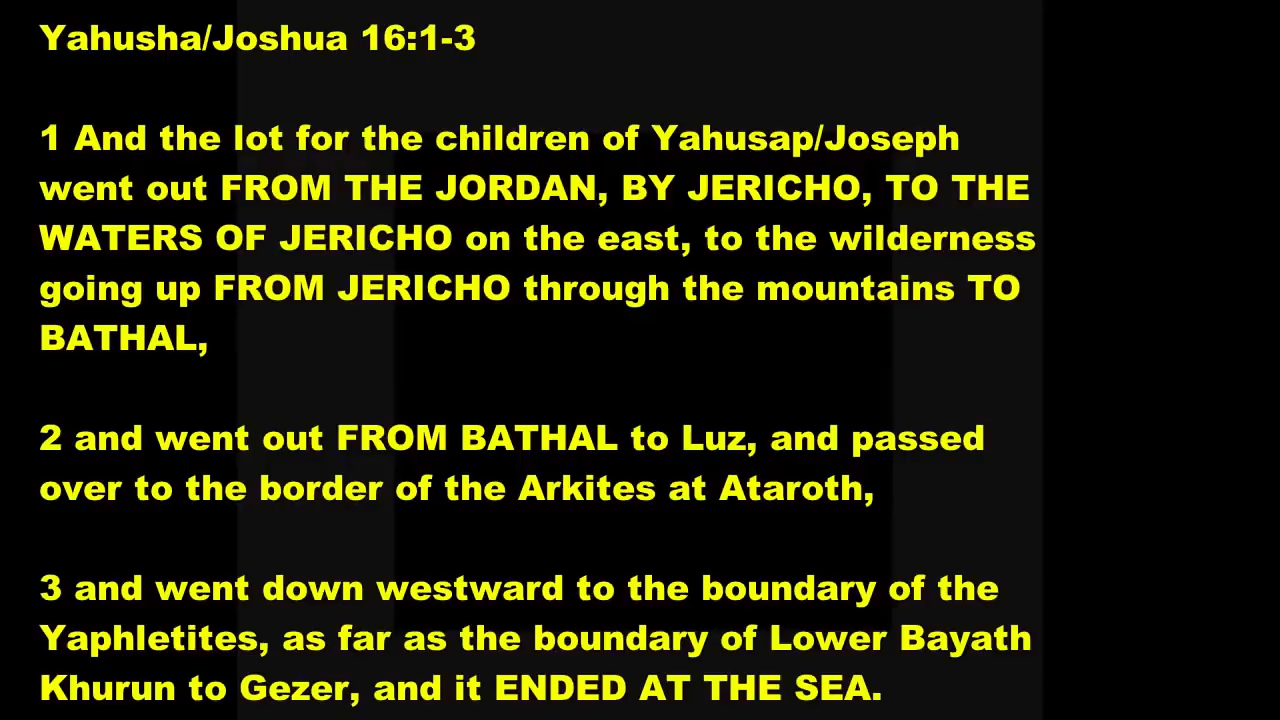 Yahusha/Joshua 16:1-3
1 And the lot for the children of Yahusap/Joseph
went out FROM THE JORDAN, BY JERICHO, TO THE
WATERS OF JERICHO on the east, to the wilderness
going up FROM JERICHO through the mountains TO
BATHAL,
2 and went out FROM BATHAL to Luz, and passed
over to the border of the Arkites at Ataroth,
3 and went down westward to the boundary of the
Yaphletites, as far as the boundary of Lower Bayath
Khurun to Gezer, and it ENDED AT THE SEA.